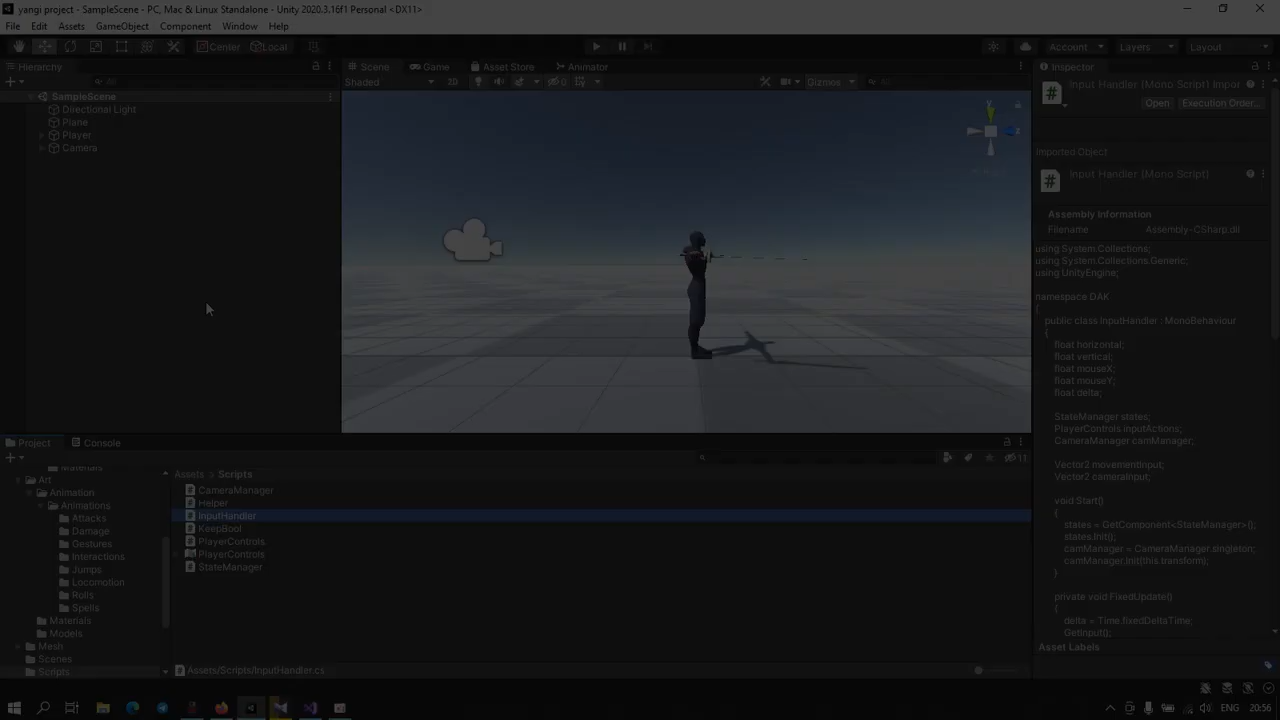 yangi project - SampleScene - PC, Mac & Linux Standalone - Unity 2020.3.16f1 Personal <DX11>
File Edit Assets GameObject Component Window Help
Center Local
Account Layers Layout
Hierarchy
All
SampleScene
Directional Light
Plane
Player
Camera
Scene Game Asset Store Animator
Shaded 2D 0 Gizmos All
y
z
Inspector
Input Handler (Mono Script) Impor
Open Execution Order...
Imported Object
Input Handler (Mono Script)
Assembly Information
Filename Assembly-CSharp.dll
using System.Collections;
using System.Collections.Generic;
using UnityEngine;
namespace DAK
{
public class InputHandler : MonoBehaviour
{
float horizontal;
float vertical;
float mouseX;
float mouseY;
float delta;
StateManager states;
PlayerControls inputActions;
CameraManager camManager;
Vector2 movementInput;
Vector2 cameraInput;
void Start()
{
states = GetComponent<StateManager>();
states.Init();
camManager = CameraManager.singleton;
camManager.init(this.transform);
}
private void FixedUpdate()
{
delta = Time.fixedDeltaTime;
GetInput();
Asset Labels
Project Console
11
Materials
Art
Animation
Animations
Attacks
Damage
Gestures
Interactions
Jumps
Locomotion
Rolls
Spells
Materials
Models
Mesh
Scenes
Scripts
Assets > Scripts
CameraManager
Helper
InputHandler
KeepBool
PlayerControls
PlayerControls
StateManager
Assets/Scripts/InputHandler.cs
ENG 20:56